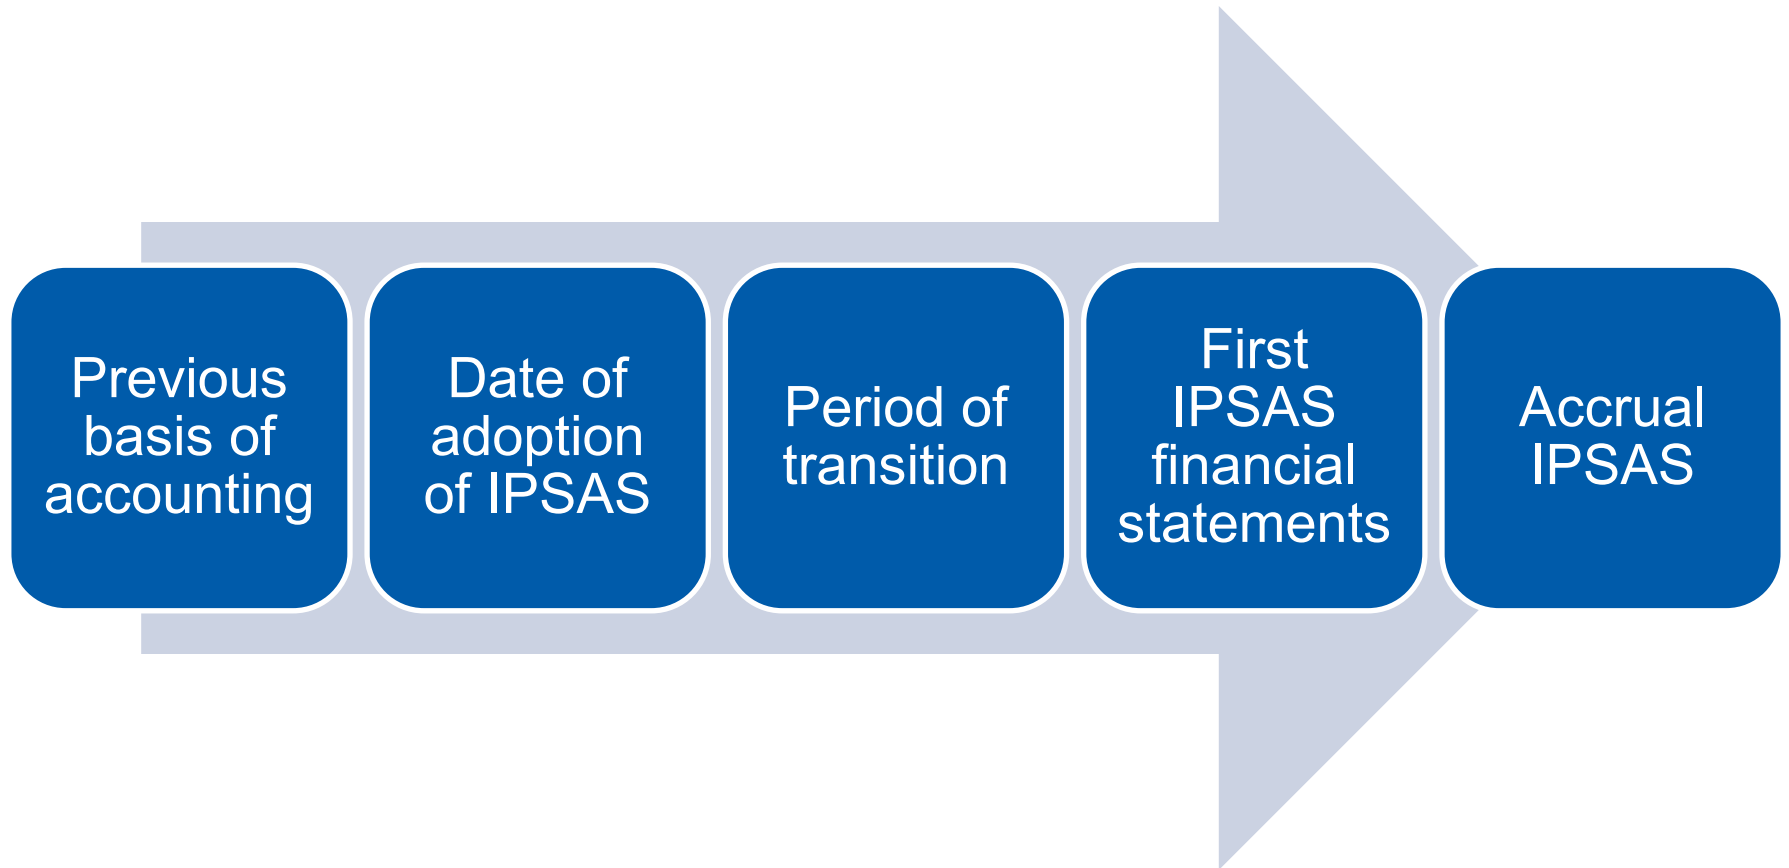 Previous
basis of
accounting
Date of
adoption
of IPSAS
Period of
transition
First
IPSAS
financial
statements
Accrual
IPSAS